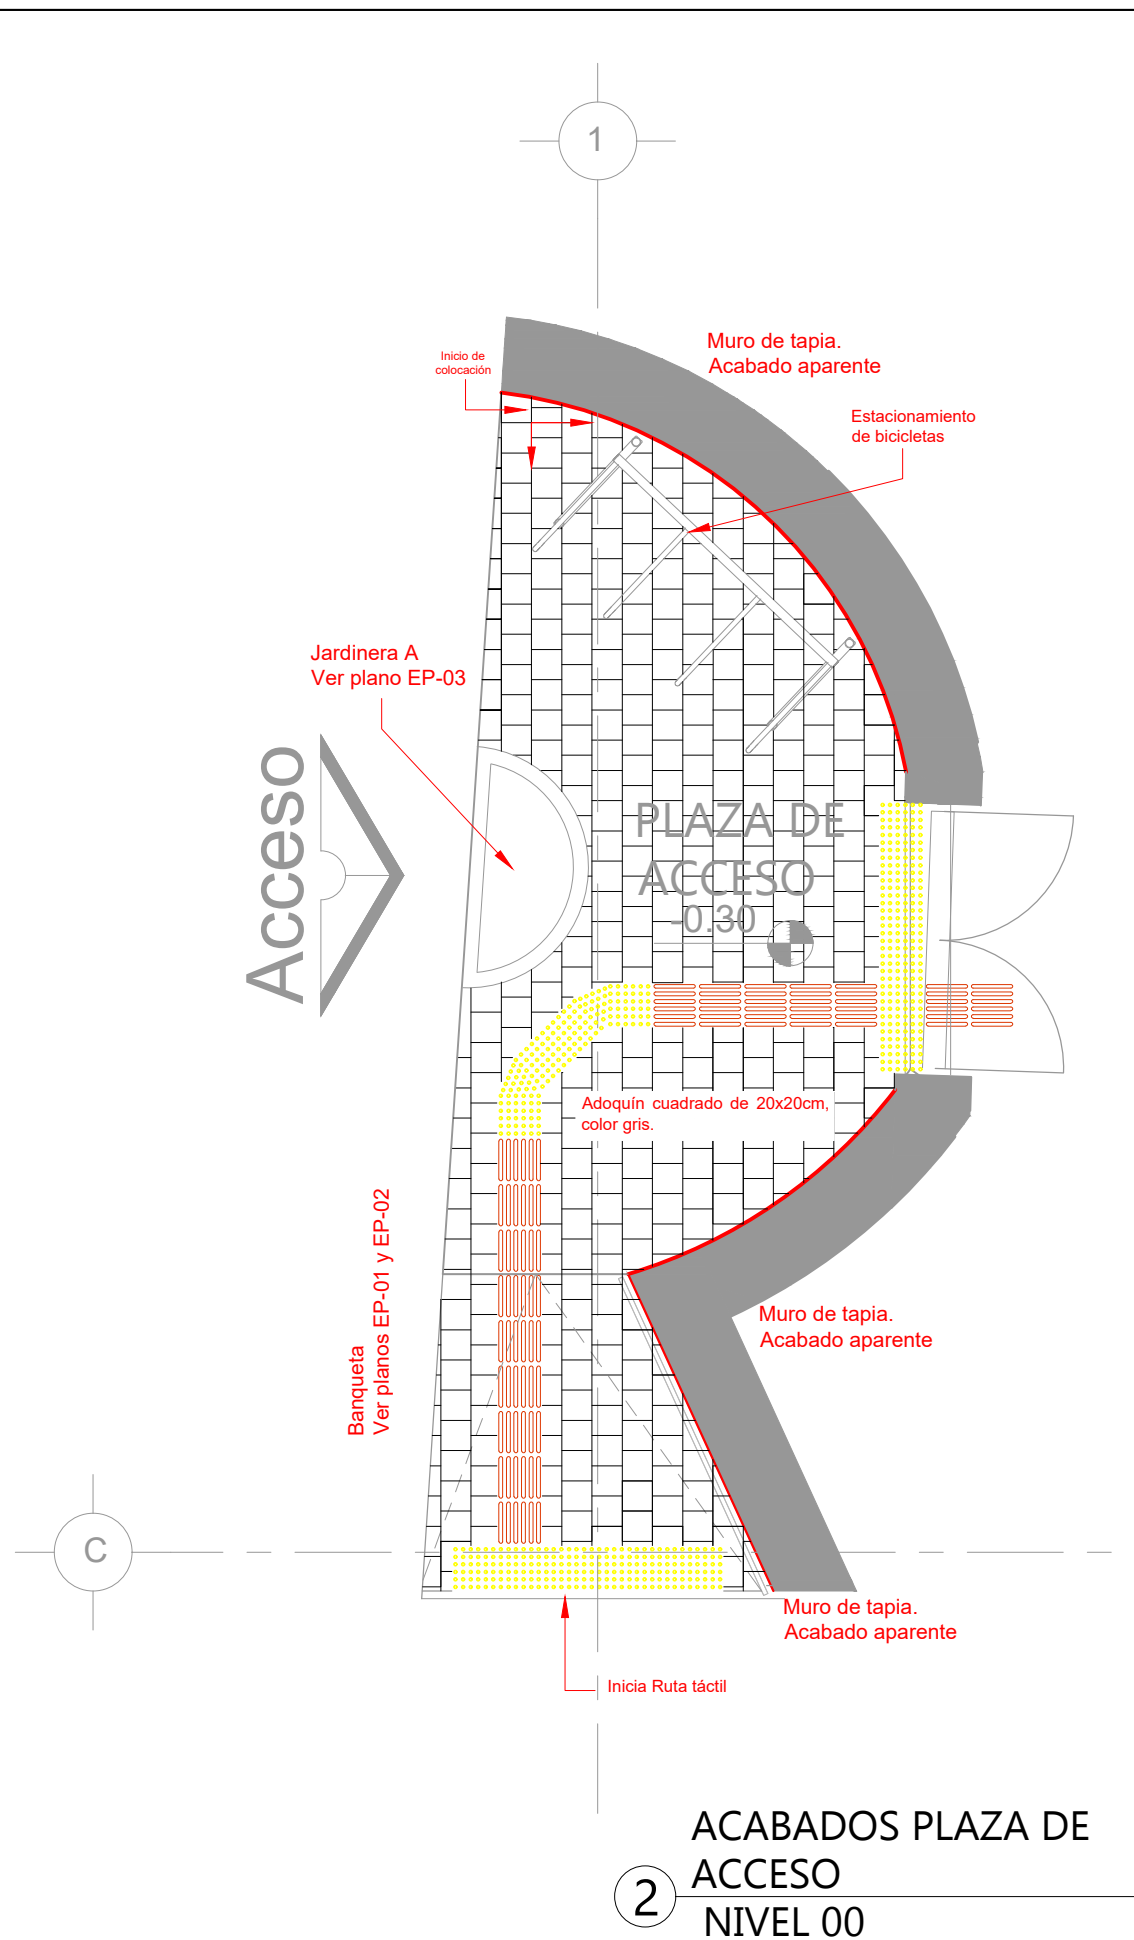 1
Muro de tapia.
Acabado aparente
Inicio de
colocación
Estacionamiento
de bicicletas
Jardinera A
Ver plano EP-03
Acceso
PLAZA DE
ACCESO
-0.30
Adoquín cuadrado de 20x20cm,
color gris.
Banqueta
Ver planos EP-01 y EP-02
Muro de tapia.
Acabado aparente
C
Muro de tapia.
Acabado aparente
Inicia Ruta táctil
2
ACABADOS PLAZA DE
ACCESO
NIVEL 00